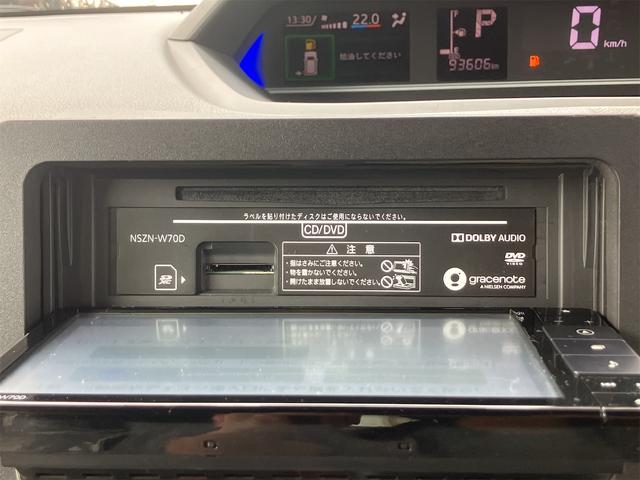 13:30
22.0
給油してください
P
93606km
0
km/h
ラベルを貼り付けたディスクはご使用にならないでください。
CD/DVD
NSZN-W70D
DOLBY AUDIO
注意
・指はさみにご注意ください。
・物を置かないでください。
・開けたまま放置しないでください。
DVD
VIDEO
SD
gracenote
A NIELSEN COMPANY
W70D